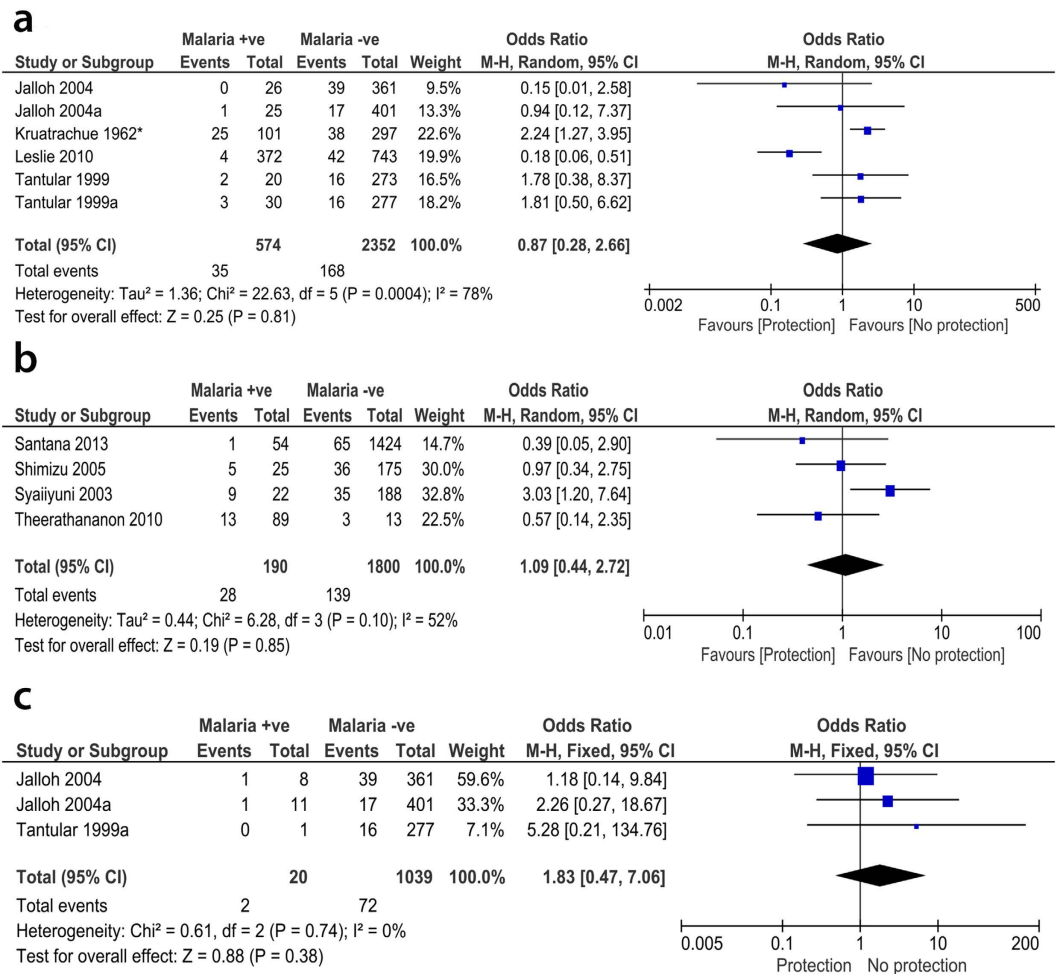 a
Malaria +ve Malaria -ve Odds Ratio Odds Ratio
Study or Subgroup Events Total Events Total Weight M-H, Random, 95% CI M-H, Random, 95% CI
Jalloh 2004 0 26 39 361 9.5% 0.15 [0.01, 2.58]
Jalloh 2004a 1 25 17 401 13.3% 0.94 [0.12, 7.37]
Kruatrachue 1962* 25 101 38 297 22.6% 2.24 [1.27, 3.95]
Leslie 2010 4 372 42 743 19.9% 0.18 [0.06, 0.51]
Tantular 1999 2 20 16 273 16.5% 1.78 [0.38, 8.37]
Tantular 1999a 3 30 16 277 18.2% 1.81 [0.50, 6.62]
Total (95% CI) 574 2352 100.0% 0.87 [0.28, 2.66]
Total events 35 168
Heterogeneity: Tau² = 1.36; Chi² = 22.63, df = 5 (P = 0.0004); I² = 78%
Test for overall effect: Z = 0.25 (P = 0.81)
0.002 0.1 1 10 500
Favours [Protection] Favours [No protection]
b
Malaria +ve Malaria -ve Odds Ratio Odds Ratio
Study or Subgroup Events Total Events Total Weight M-H, Random, 95% CI M-H, Random, 95% CI
Santana 2013 1 54 65 1424 14.7% 0.39 [0.05, 2.90]
Shimizu 2005 5 25 36 175 30.0% 0.97 [0.34, 2.75]
Syaiiyuni 2003 9 22 35 188 32.8% 3.03 [1.20, 7.64]
Theerathananon 2010 13 89 3 13 22.5% 0.57 [0.14, 2.35]
Total (95% CI) 190 1800 100.0% 1.09 [0.44, 2.72]
Total events 28 139
Heterogeneity: Tau² = 0.44; Chi² = 6.28, df = 3 (P = 0.10); I² = 52%
Test for overall effect: Z = 0.19 (P = 0.85)
0.01 0.1 1 10 100
Favours [Protection] Favours [No protection]
c
Malaria +ve Malaria -ve Odds Ratio Odds Ratio
Study or Subgroup Events Total Events Total Weight M-H, Fixed, 95% CI M-H, Fixed, 95% CI
Jalloh 2004 1 8 39 361 59.6% 1.18 [0.14, 9.84]
Jalloh 2004a 1 11 17 401 33.3% 2.26 [0.27, 18.67]
Tantular 1999a 0 1 16 277 7.1% 5.28 [0.21, 134.76]
Total (95% CI) 20 1039 100.0% 1.83 [0.47, 7.06]
Total events 2 72
Heterogeneity: Chi² = 0.61, df = 2 (P = 0.74); I² = 0%
Test for overall effect: Z = 0.88 (P = 0.38)
0.005 0.1 1 10 200
Protection No protection